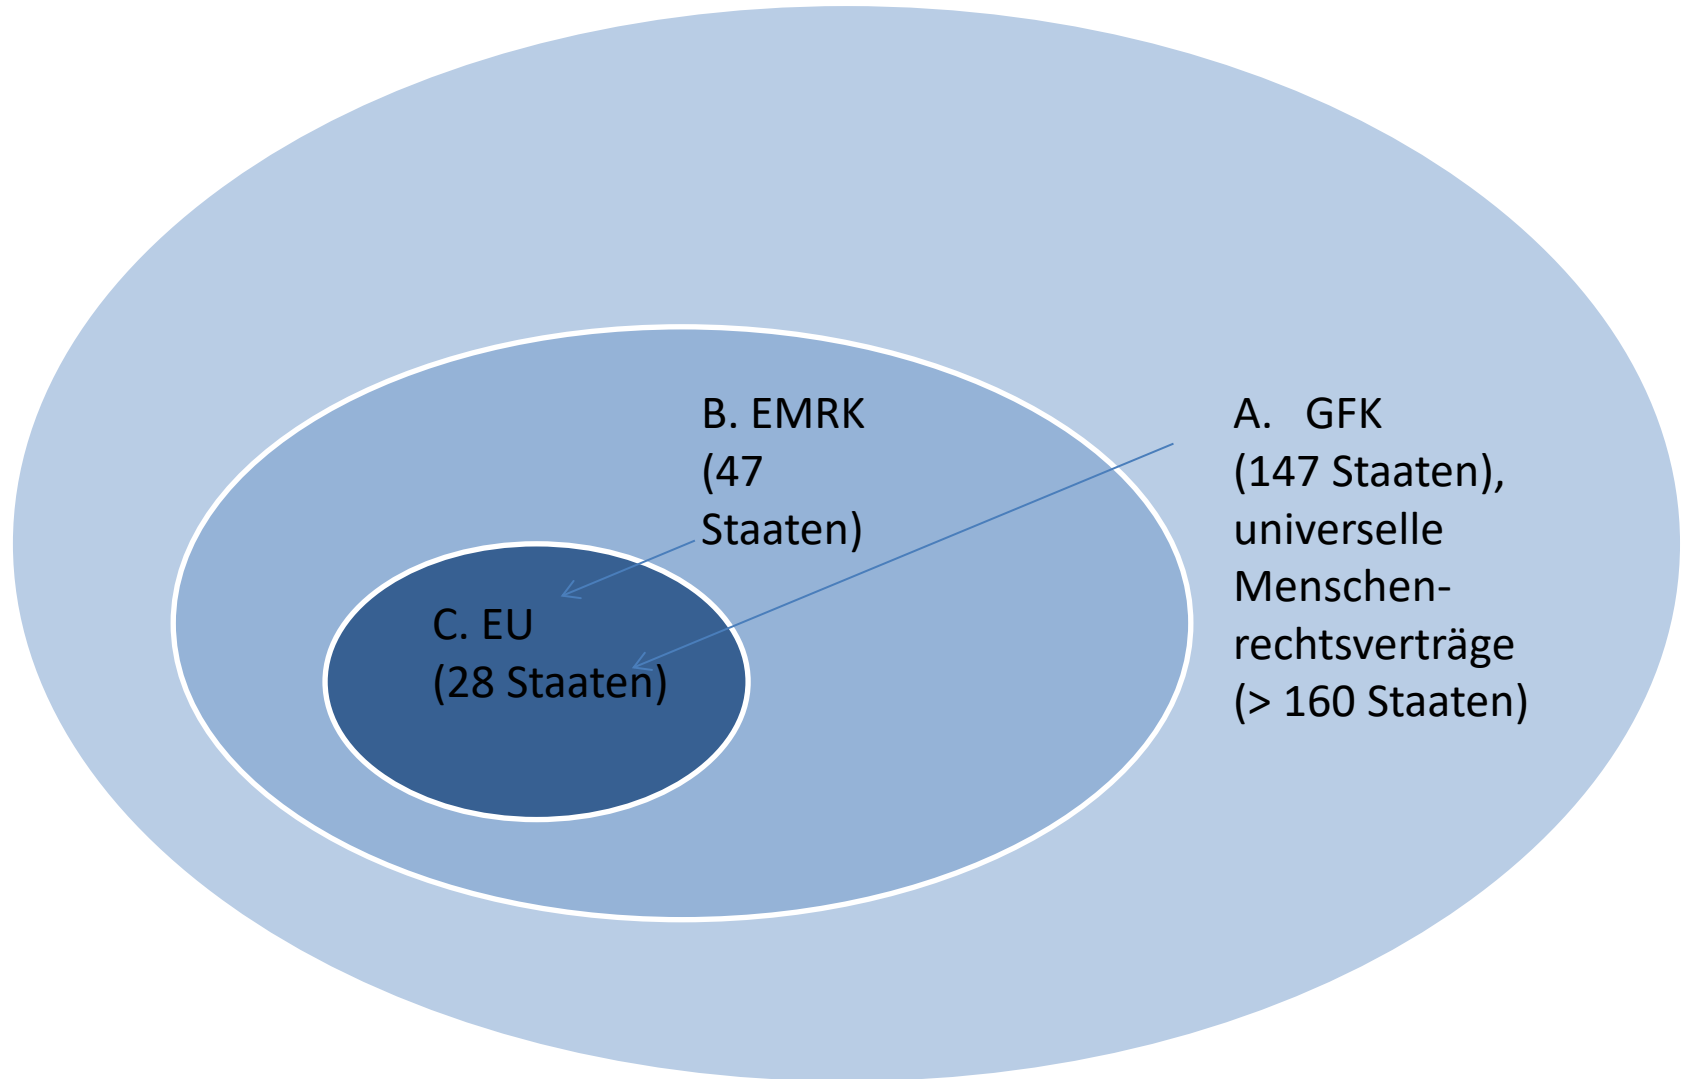 B. EMRK
(47
Staaten)
A. GFK
(147 Staaten),
universelle
Menschen-
rechtsverträge
(> 160 Staaten)
C. EU
(28 Staaten)